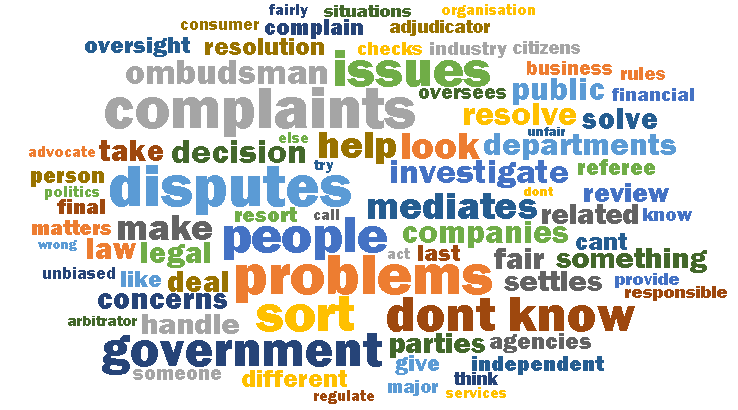 fairly situations organisation
consumer complain adjudicator
oversight resolution checks industry citizens
ombudsman issues business rules
complaints oversees public financial
resolve solve
else unfair
advocate take decision help look departments
person try investigate referee
politics disputes dont review
final mediates related know
matters make resort call companies cant
wrong law legal people act last fair something
unbiased like deal problems settles provide
concerns responsible
arbitrator handle sort dont know
government parties agencies
someone different give independent
major think
regulate services